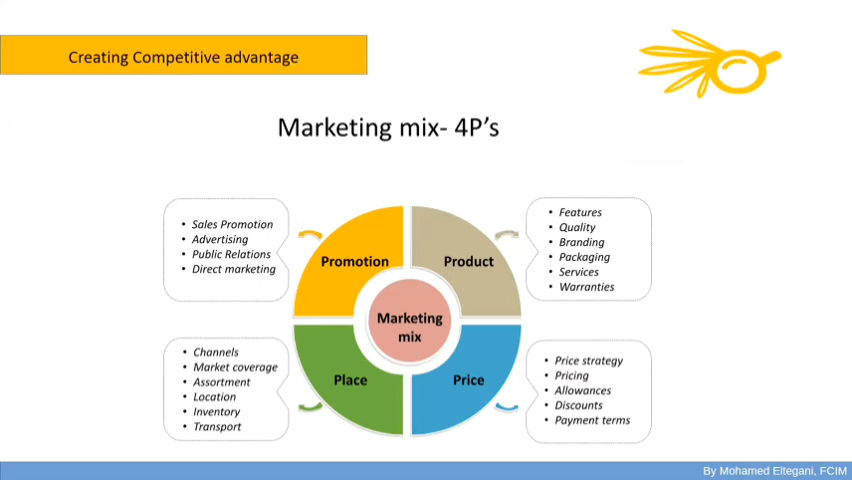 Creating Competitive advantage
Marketing mix- 4P’s
• Sales Promotion
• Advertising
• Public Relations
• Direct marketing
Promotion
Product
• Features
• Quality
• Branding
• Packaging
• Services
• Warranties
Marketing
mix
• Channels
• Market coverage
• Assortment
• Location
• Inventory
• Transport
Place
Price
• Price strategy
• Pricing
• Allowances
• Discounts
• Payment terms
By Mohamed Eltegani, FCIM